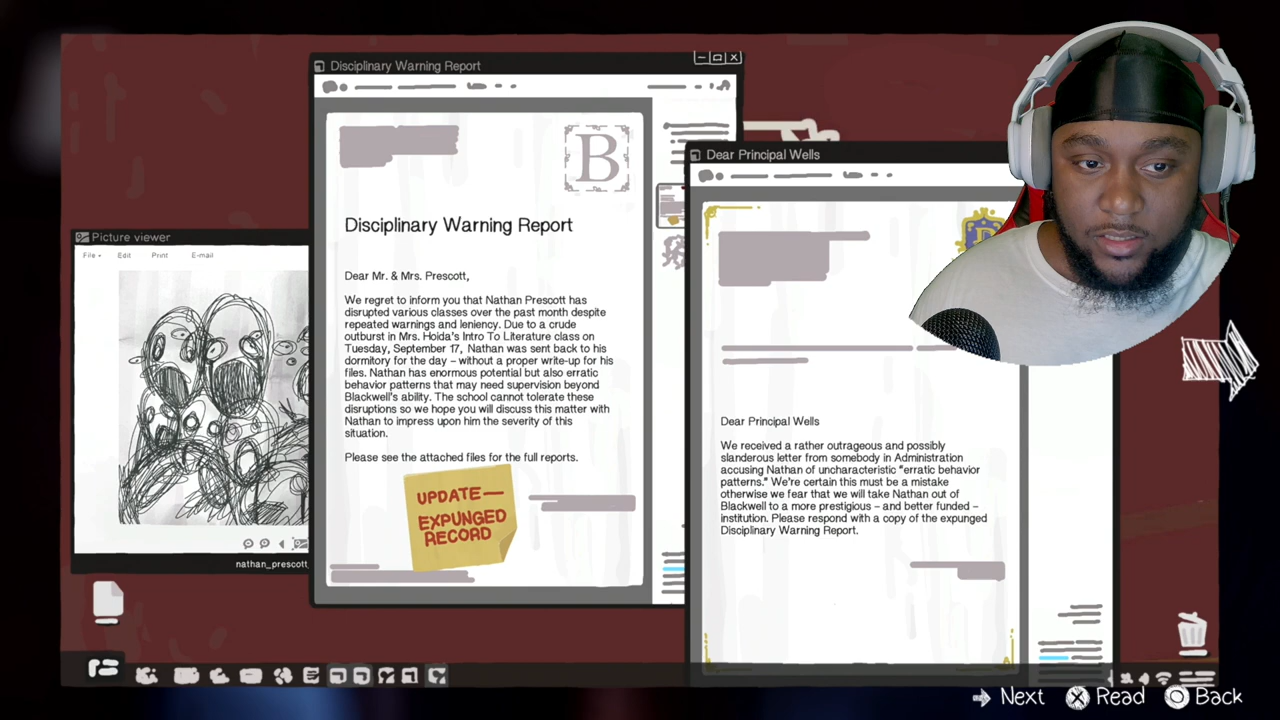 Disciplinary Warning Report
B
Disciplinary Warning Report
Dear Mr. & Mrs. Prescott,
We regret to inform you that Nathan Prescott has
disrupted various classes over the past month despite
repeated warnings and leniency. Due to a crude
outburst in Mrs. Hoida's Intro To Literature class on
Tuesday, September 17, Nathan was sent back to his
dormitory for the day – without a proper write-up for his
files. Nathan has enormous potential but also erratic
behavior patterns that may need supervision beyond
Blackwell's ability. The school cannot tolerate these
disruptions so we hope you will discuss this matter with
Nathan to impress upon him the severity of this
situation.
Please see the attached files for the full reports.
UPDATE—
EXPUNGED
RECORD
Dear Principal Wells
Dear Principal Wells
We received a rather outrageous and possibly
slanderous letter from somebody in Administration
accusing Nathan of uncharacteristic "erratic behavior
patterns." We're certain this must be a mistake
otherwise we fear that we will take Nathan out of
Blackwell to a more prestigious – and better funded –
institution. Please respond with a copy of the expunged
Disciplinary Warning Report.
Picture viewer
File Edit Print E-mail
nathan_prescott_
Next Read Back